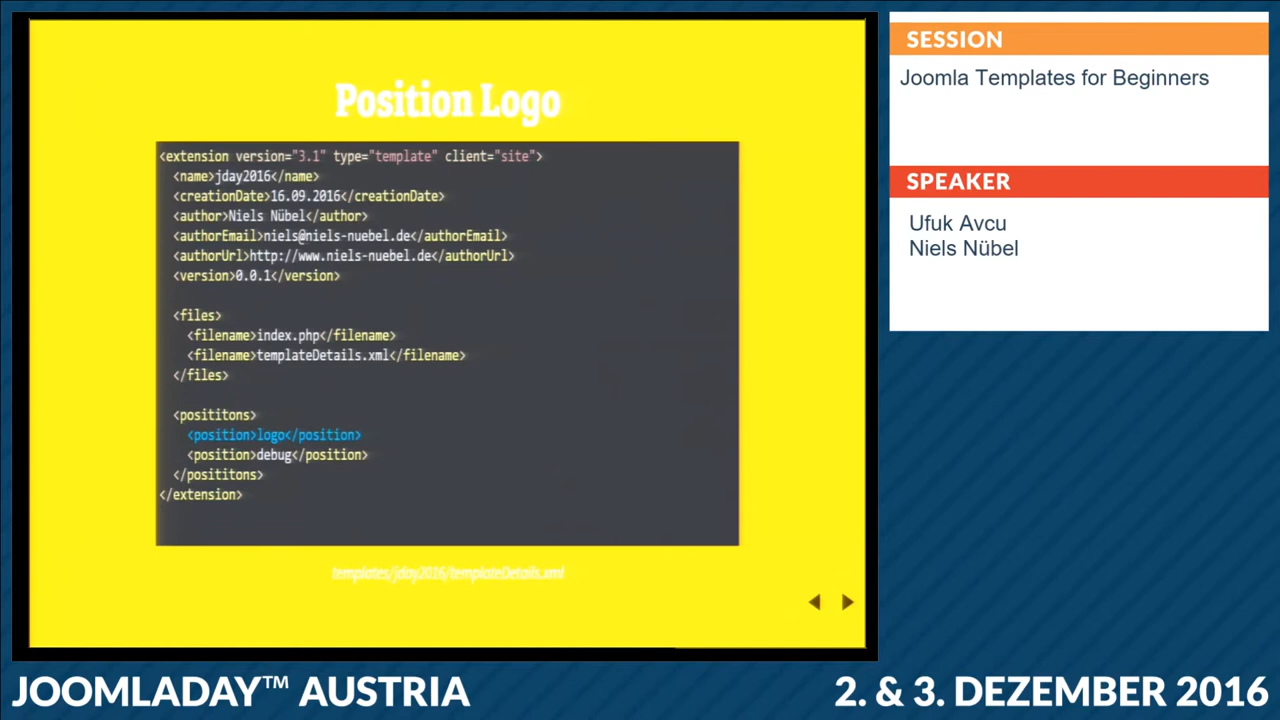 Position Logo
<extension version="3.1" type="template" client="site">
<name>jday2016</name>
<creationDate>16.09.2016</creationDate>
<author>Niels Nübel</author>
<authorEmail>niels@niels-nuebel.de</authorEmail>
<authorUrl>http://www.niels-nuebel.de</authorUrl>
<version>0.0.1</version>
<files>
<filename>index.php</filename>
<filename>templateDetails.xml</filename>
</files>
<posititons>
<position>logo</position>
<position>debug</position>
</posititons>
</extension>
templates/jday2016/templateDetails.xml
SESSION
Joomla Templates for Beginners
SPEAKER
Ufuk Avcu
Niels Nübel
JOOMLADAY™ AUSTRIA
2. & 3. DEZEMBER 2016